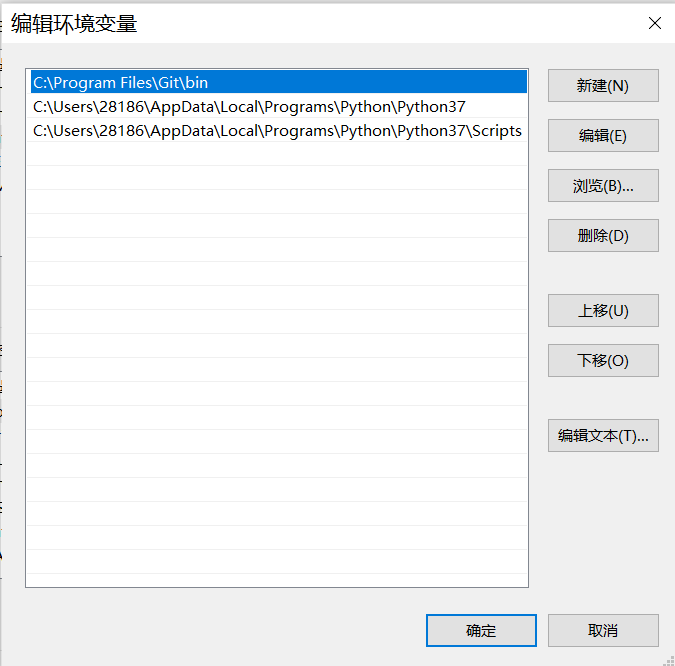 编辑环境变量
C:\Program Files\Git\bin
C:\Users\28186\AppData\Local\Programs\Python\Python37
C:\Users\28186\AppData\Local\Programs\Python\Python37\Scripts
新建(N)
编辑(E)
浏览(B)...
删除(D)
上移(U)
下移(O)
编辑文本(T)...
确定
取消